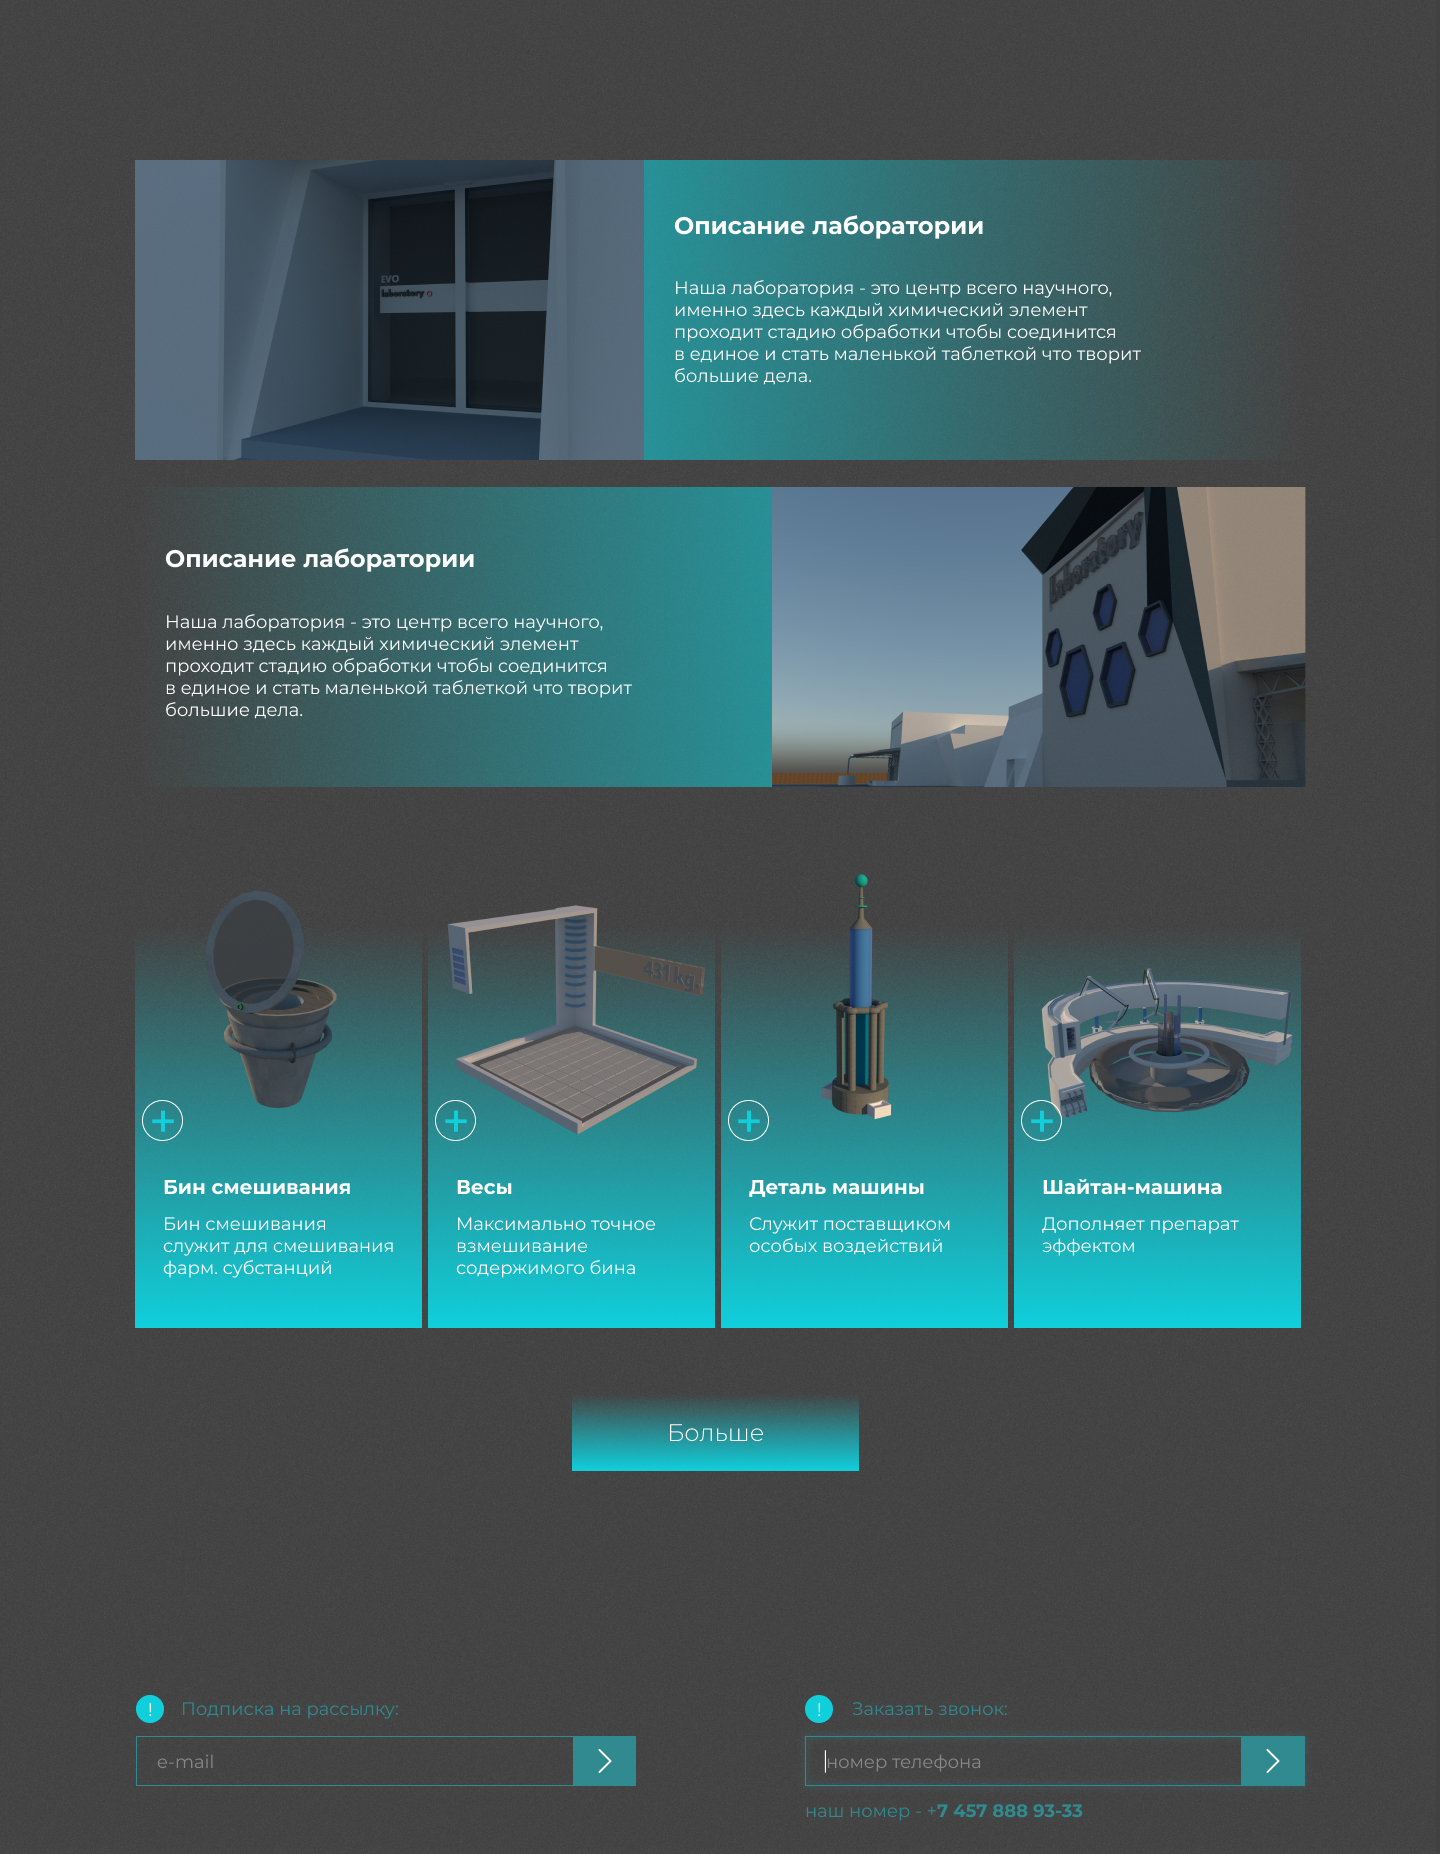 EVO
laboratory
Описание лаборатории
Наша лаборатория - это центр всего научного,
именно здесь каждый химический элемент
проходит стадию обработки чтобы соединится
в единое и стать маленькой таблеткой что творит
большие дела.
Описание лаборатории
Наша лаборатория - это центр всего научного,
именно здесь каждый химический элемент
проходит стадию обработки чтобы соединится
в единое и стать маленькой таблеткой что творит
большие дела.
laboratory
431 kg.
Бин смешивания
Бин смешивания
служит для смешивания
фарм. субстанций
Весы
Максимально точное
взмешивание
содержимого бина
Деталь машины
Служит поставщиком
особых воздействий
Шайтан-машина
Дополняет препарат
эффектом
Больше
! Подписка на рассылку:
e-mail
! Заказать звонок:
номер телефона
наш номер - +7 457 888 93-33